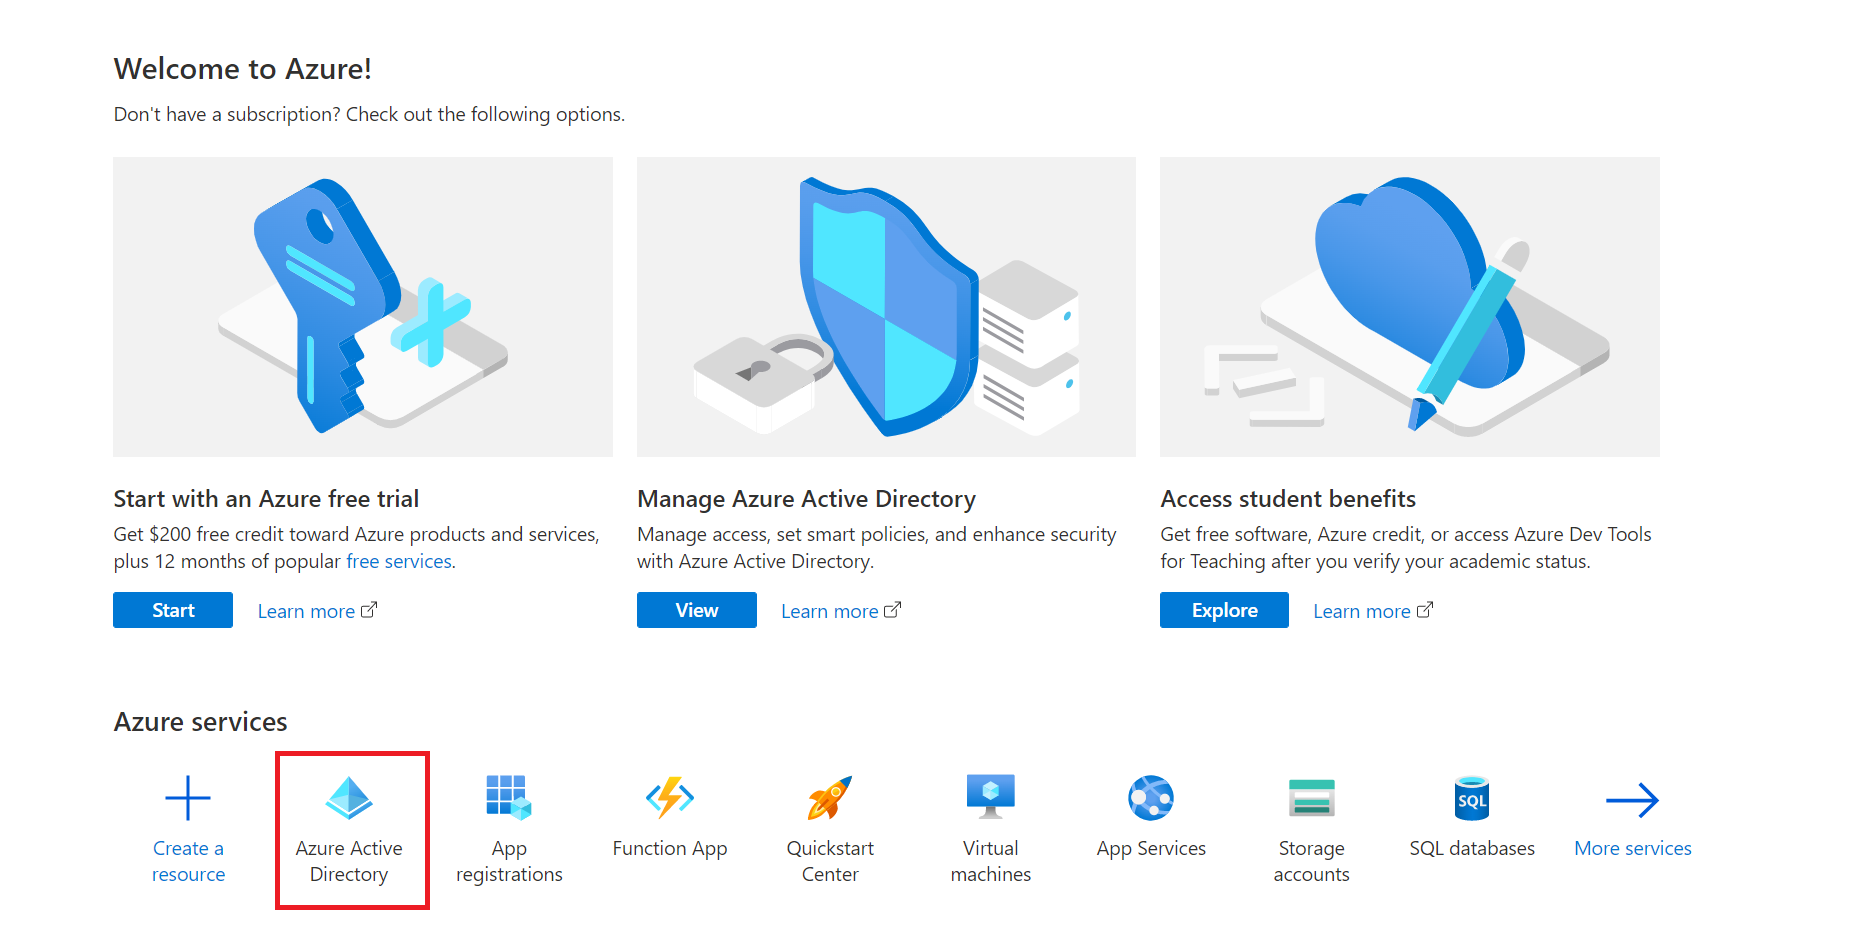 Welcome to Azure!
Don't have a subscription? Check out the following options.
Start with an Azure free trial
Get $200 free credit toward Azure products and services,
plus 12 months of popular free services.
Start
Learn more
Manage Azure Active Directory
Manage access, set smart policies, and enhance security
with Azure Active Directory.
View
Learn more
Access student benefits
Get free software, Azure credit, or access Azure Dev Tools
for Teaching after you verify your academic status.
Explore
Learn more
Azure services
Create a
resource
Azure Active
Directory
App
registrations
Function App
Quickstart
Center
Virtual
machines
App Services
Storage
accounts
SQL
SQL databases
More services